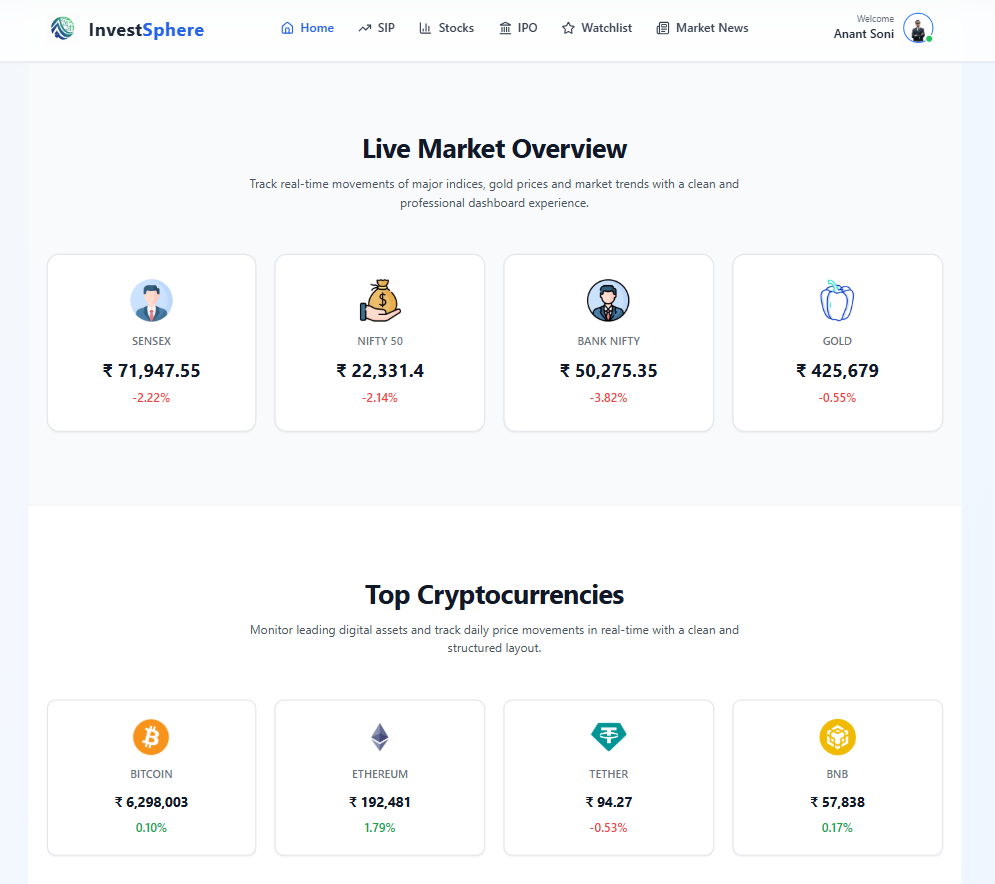 InvestSphere
Home
SIP
Stocks
IPO
Watchlist
Market News
Welcome
Anant Soni
Live Market Overview
Track real-time movements of major indices, gold prices and market trends with a clean and
professional dashboard experience.
SENSEX
₹ 71,947.55
-2.22%
NIFTY 50
₹ 22,331.4
-2.14%
BANK NIFTY
₹ 50,275.35
-3.82%
GOLD
₹ 425,679
-0.55%
Top Cryptocurrencies
Monitor leading digital assets and track daily price movements in real-time with a clean and
structured layout.
BITCOIN
₹ 6,298,003
0.10%
ETHEREUM
₹ 192,481
1.79%
TETHER
₹ 94.27
-0.53%
BNB
₹ 57,838
0.17%